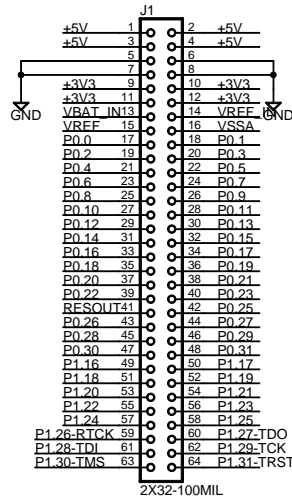 J1
+5V 1 2 +5V
+5V 3 4 +5V
5 6
7 8
+3V3 9 10 +3V3
+3V3 11 12 +3V3
GND GND
VBAT_IN 13 14 VREF_IN
VREF 15 16 VSSA
P0.0 17 18 P0.1
P0.2 19 20 P0.3
P0.4 21 22 P0.5
P0.6 23 24 P0.7
P0.8 25 26 P0.9
P0.10 27 28 P0.11
P0.12 29 30 P0.13
P0.14 31 32 P0.15
P0.16 33 34 P0.17
P0.18 35 36 P0.19
P0.20 37 38 P0.21
P0.22 39 40 P0.23
RESOUT 41 42 P0.25
P0.26 43 44 P0.27
P0.28 45 46 P0.29
P0.30 47 48 P0.31
P1.16 49 50 P1.17
P1.18 51 52 P1.19
P1.20 53 54 P1.21
P1.22 55 56 P1.23
P1.24 57 58 P1.25
P1.26-RTCK 59 60 P1.27-TDO
P1.28-TDI 61 62 P1.29-TCK
P1.30-TMS 63 64 P1.31-TRST
2X32-100MIL